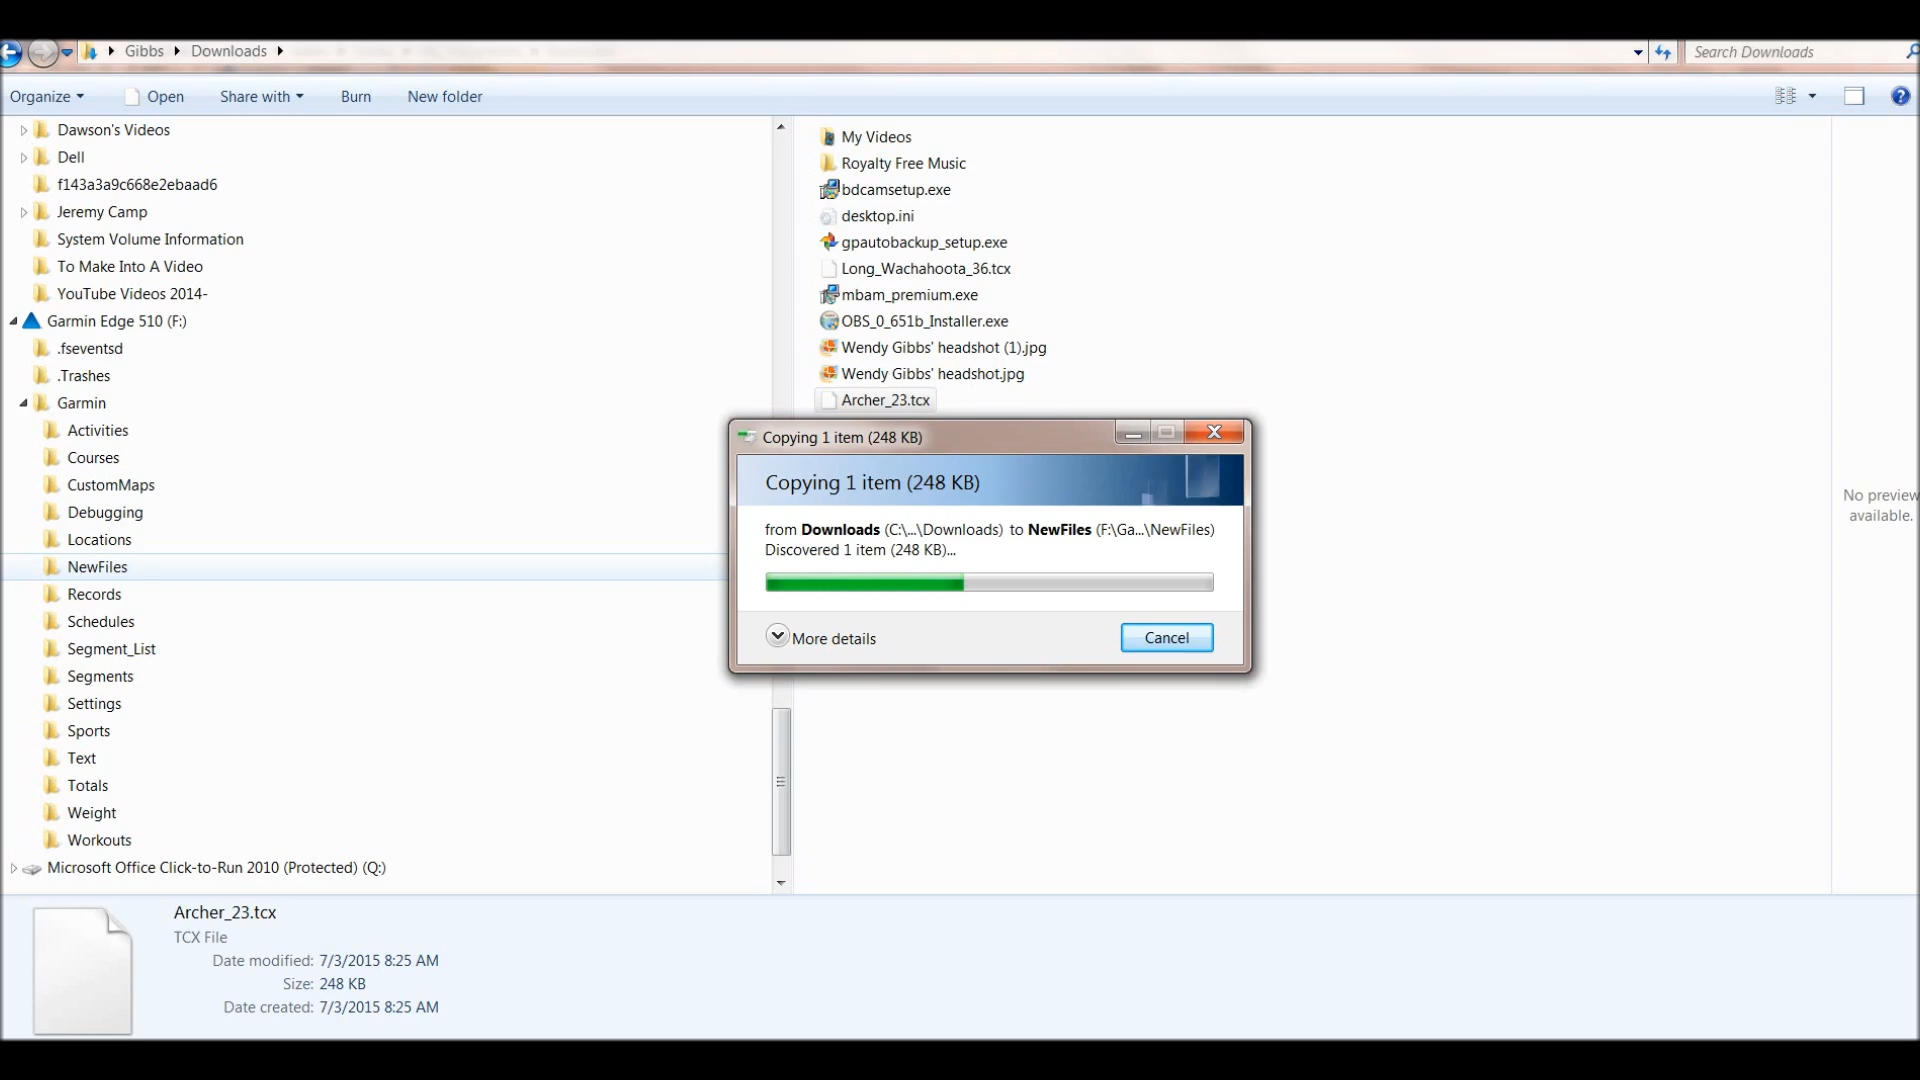 Gibbs Downloads
Search Downloads
Organize Open Share with Burn New folder
Dawson's Videos
Dell
f143a3a9c668e2ebaad6
Jeremy Camp
System Volume Information
To Make Into A Video
YouTube Videos 2014-
Garmin Edge 510 (F:)
.fseventsd
.Trashes
Garmin
Activities
Courses
CustomMaps
Debugging
Locations
NewFiles
Records
Schedules
Segment_List
Segments
Settings
Sports
Text
Totals
Weight
Workouts
Microsoft Office Click-to-Run 2010 (Protected) (Q:)
My Videos
Royalty Free Music
bdcamsetup.exe
desktop.ini
gpautobackup_setup.exe
Long_Wachahoota_36.tcx
mbam_premium.exe
OBS_0_651b_Installer.exe
Wendy Gibbs' headshot (1).jpg
Wendy Gibbs' headshot.jpg
Archer_23.tcx
Copying 1 item (248 KB)
Copying 1 item (248 KB)
from Downloads (C:\...\Downloads) to NewFiles (F:\Ga...\NewFiles)
Discovered 1 item (248 KB)...
More details
Cancel
No preview
available.
Archer_23.tcx
TCX File
Date modified: 7/3/2015 8:25 AM
Size: 248 KB
Date created: 7/3/2015 8:25 AM